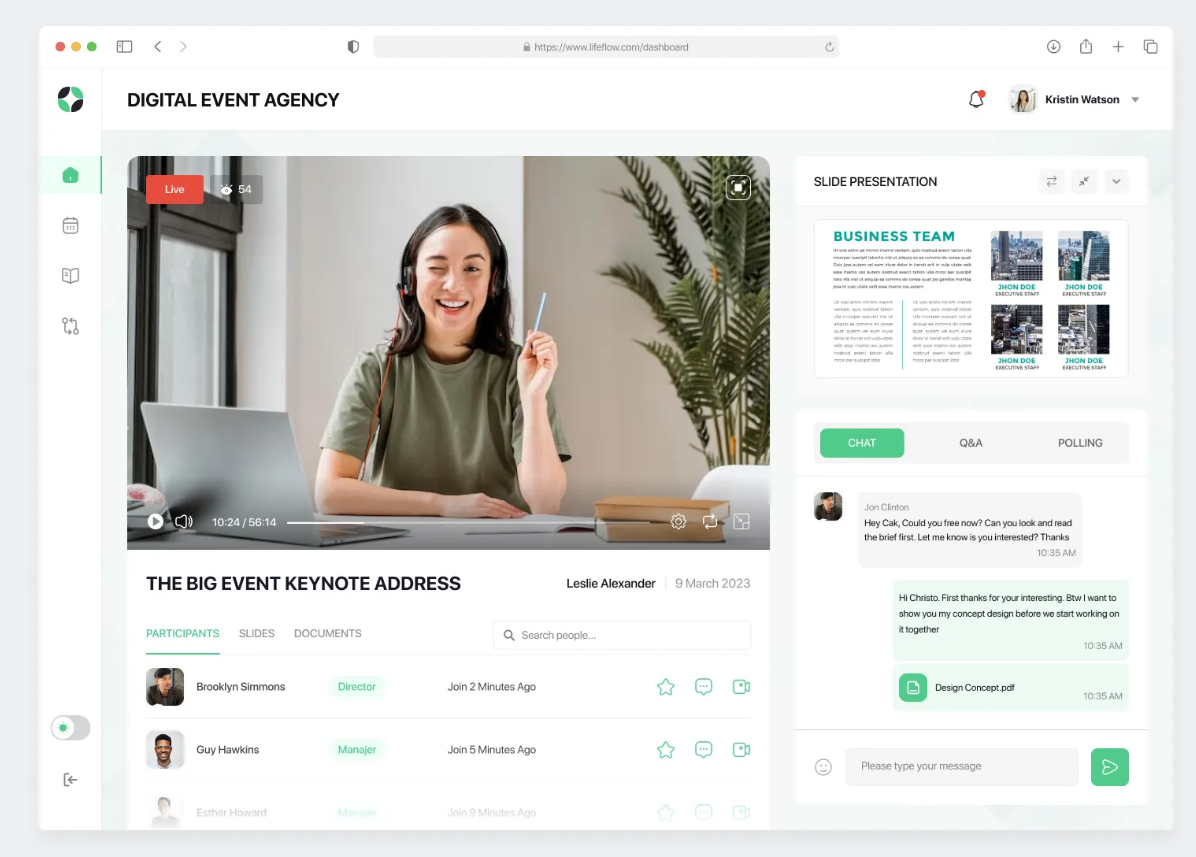 https://www.lifeflow.com/dashboard
DIGITAL EVENT AGENCY
Kristin Watson
Live
54
10:24 / 56:14
THE BIG EVENT KEYNOTE ADDRESS
Leslie Alexander
9 March 2023
PARTICIPANTS
SLIDES
DOCUMENTS
Search people...
Brooklyn Simmons
Director
Join 2 Minutes Ago
Guy Hawkins
Manajer
Join 5 Minutes Ago
Esther Howard
Manajer
Join 9 Minutes Ago
SLIDE PRESENTATION
BUSINESS TEAM
JHON DOE
EXECUTIVE STAFF
JHON DOE
EXECUTIVE STAFF
JHON DOE
EXECUTIVE STAFF
JHON DOE
EXECUTIVE STAFF
CHAT
Q&A
POLLING
Jon Clinton
Hey Cak, Could you free now? Can you look and read
the brief first. Let me know is you interested? Thanks
10:35 AM
Hi Christo. First thanks for your interesting. Btw I want to
show you my concept design before we start working on
it together
10:35 AM
Design Concept.pdf
10:35 AM
Please type your message